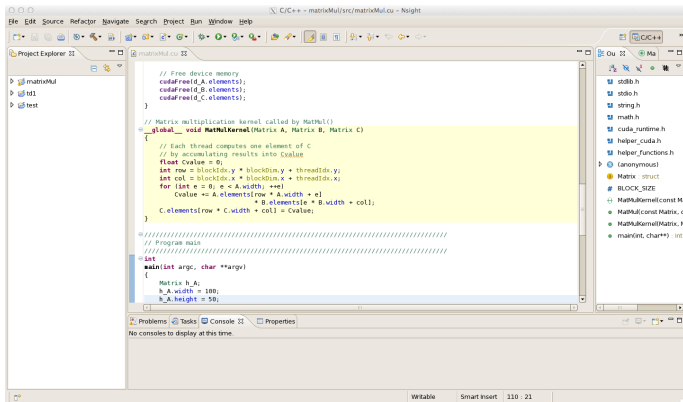 C/C++ - matrixMul/src/matrixMul.cu - Nsight
File Edit Source Refactor Navigate Search Project Run Window Help
C/C++
Project Explorer
matrixMul
td1
test
matrixMul.cu
// Free device memory
cudaFree(d_A.elements);
cudaFree(d_B.elements);
cudaFree(d_C.elements);
}
// Matrix multiplication kernel called by MatMul()
__global__ void MatMulKernel(Matrix A, Matrix B, Matrix C)
{
// Each thread computes one element of C
// by accumulating results into Cvalue
float Cvalue = 0;
int row = blockIdx.y * blockDim.y + threadIdx.y;
int col = blockIdx.x * blockDim.x + threadIdx.x;
for (int e = 0; e < A.width; ++e)
Cvalue += A.elements[row * A.width + e]
* B.elements[e * B.width + col];
C.elements[row * C.width + col] = Cvalue;
}
////////////////////////////////////////////////////////////////////////////////
// Program main
////////////////////////////////////////////////////////////////////////////////
int
main(int argc, char **argv)
{
Matrix h_A;
h_A.width = 100;
h_A.height = 50;
Ou Ma
stdlib.h
stdio.h
string.h
math.h
cuda_runtime.h
helper_cuda.h
helper_functions.h
(anonymous)
Matrix : struct
# BLOCK_SIZE
MatMulKernel(const Ma
MatMul(const Matrix, c
MatMulKernel(Matrix, M
main(int, char**) : int
Problems Tasks Console Properties
No consoles to display at this time.
Writable Smart Insert 110 : 21